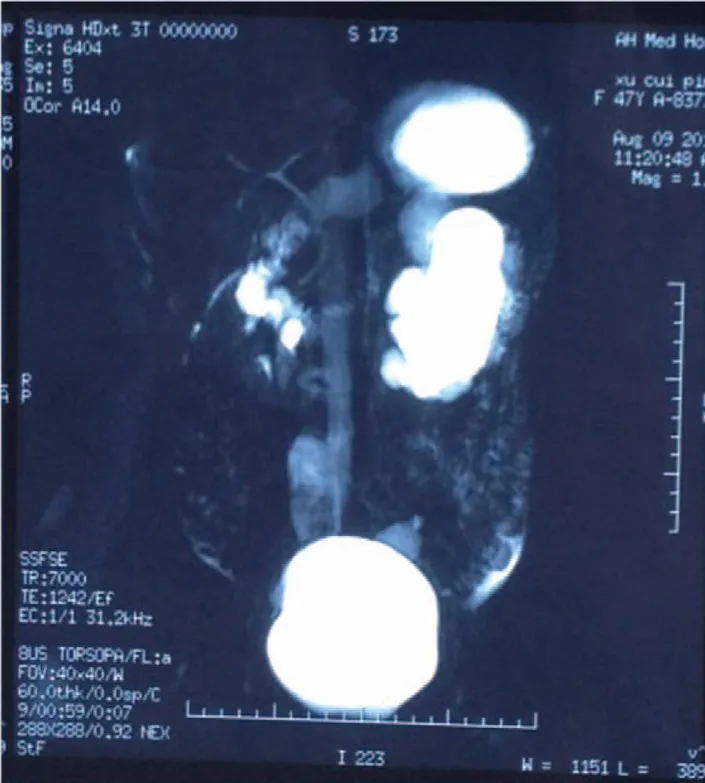 Signa HDxt 3T 00000000
Ex: 6404
Se: 5
Im: 5
OCor A14.0
S 173
AH Med Ho
xu cui pi
F 47Y A-837
Aug 09 20
11:20:48 A
Mag = 1.
R
P
SSFSE
TR:7000
TE:1242/Ef
EC:1/1 31.2kHz
8US TORSOPA/FL:a
FOV:40x40/W
60.0thk/0.0sp/C
9/00:59/0:07
288X288/0.92 NEX
StF
I 223
W = 1151 L = 389